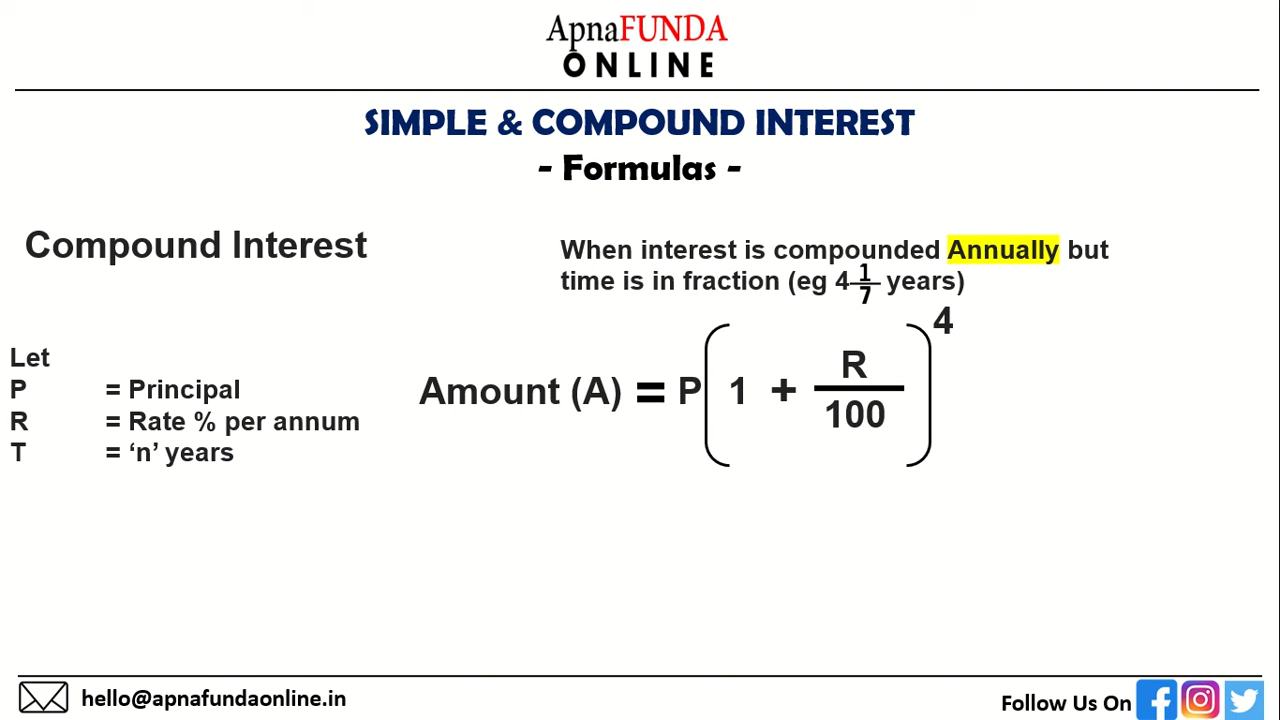 ApnaFUNDA
ONLINE
SIMPLE & COMPOUND INTEREST
- Formulas -
Compound Interest
When interest is compounded Annually but
time is in fraction (eg 4 1/7 years)
Let
P = Principal
R = Rate % per annum
T = ‘n’ years
Amount (A) = P( 1 + R/100 )^4
hello@apnafundaonline.in
Follow Us On